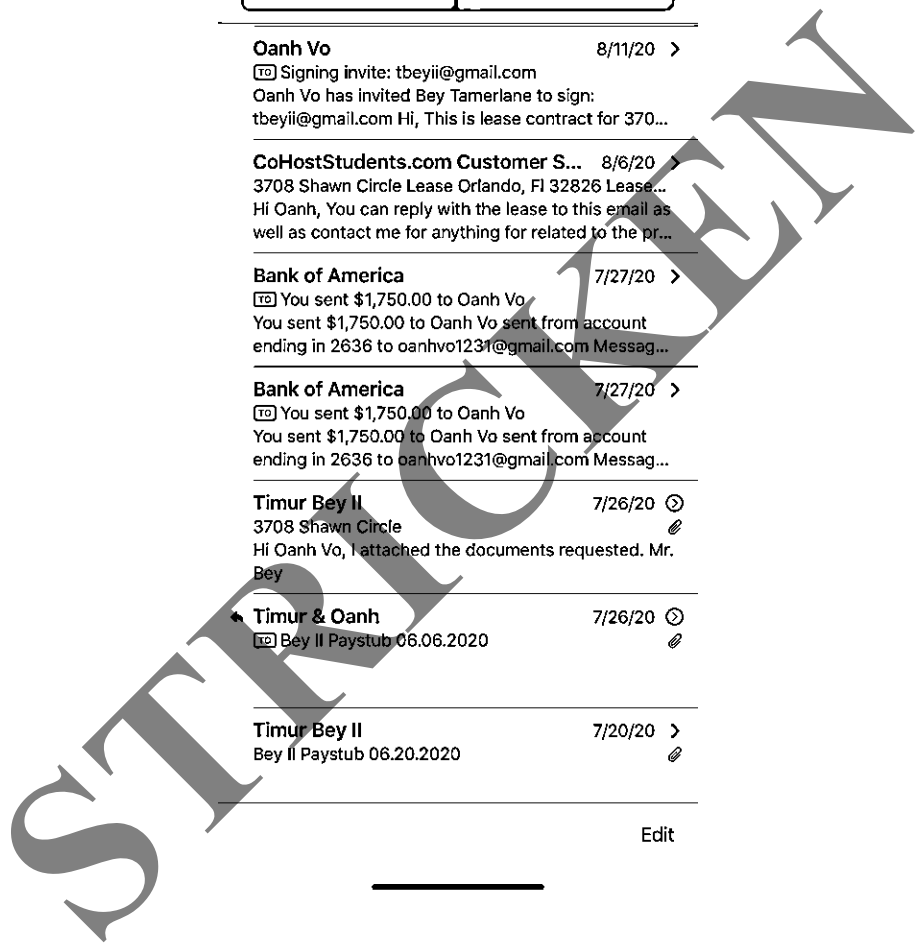 Oanh Vo 8/11/20
TO Signing invite: tbeyii@gmail.com
Oanh Vo has invited Bey Tamerlane to sign:
tbeyii@gmail.com Hi, This is lease contract for 370...
CoHostStudents.com Customer S... 8/6/20
3708 Shawn Circle Lease Orlando, Fl 32826 Lease...
Hi Oanh, You can reply with the lease to this email as
well as contact me for anything for related to the pr...
Bank of America 7/27/20
TO You sent $1,750.00 to Oanh Vo
You sent $1,750.00 to Oanh Vo sent from account
ending in 2636 to oanhvo1231@gmail.com Messag...
Bank of America 7/27/20
TO You sent $1,750.00 to Oanh Vo
You sent $1,750.00 to Oanh Vo sent from account
ending in 2636 to oanhvo1231@gmail.com Messag...
Timur Bey II 7/26/20
3708 Shawn Circle
Hi Oanh Vo, I attached the documents requested. Mr.
Bey
Timur & Oanh 7/26/20
TO Bey II Paystub 06.06.2020
Timur Bey II 7/20/20
Bey II Paystub 06.20.2020
Edit
STRICKEN